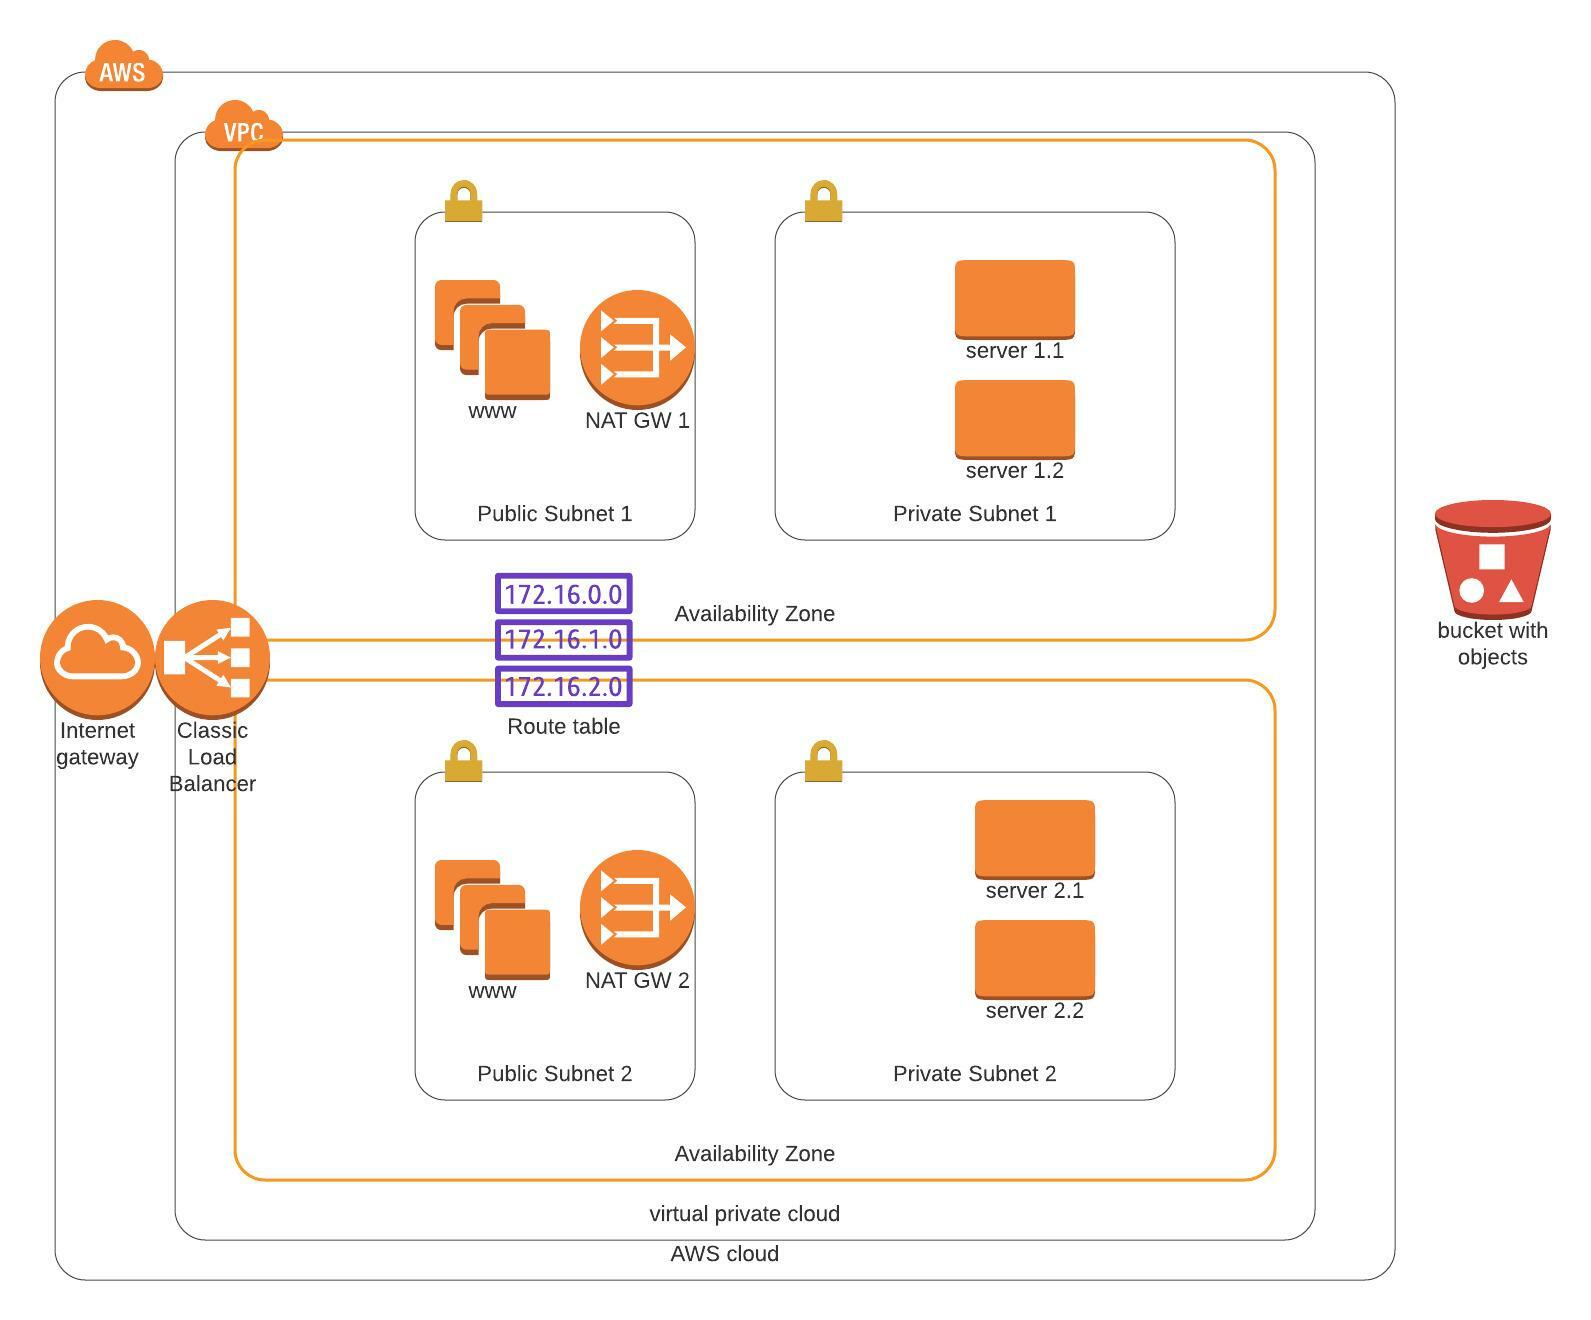 AWS
VPC
www
NAT GW 1
Public Subnet 1
server 1.1
server 1.2
Private Subnet 1
172.16.0.0
172.16.1.0
172.16.2.0
Route table
Availability Zone
Internet
gateway
Classic
Load
Balancer
bucket with
objects
www
NAT GW 2
Public Subnet 2
server 2.1
server 2.2
Private Subnet 2
Availability Zone
virtual private cloud
AWS cloud